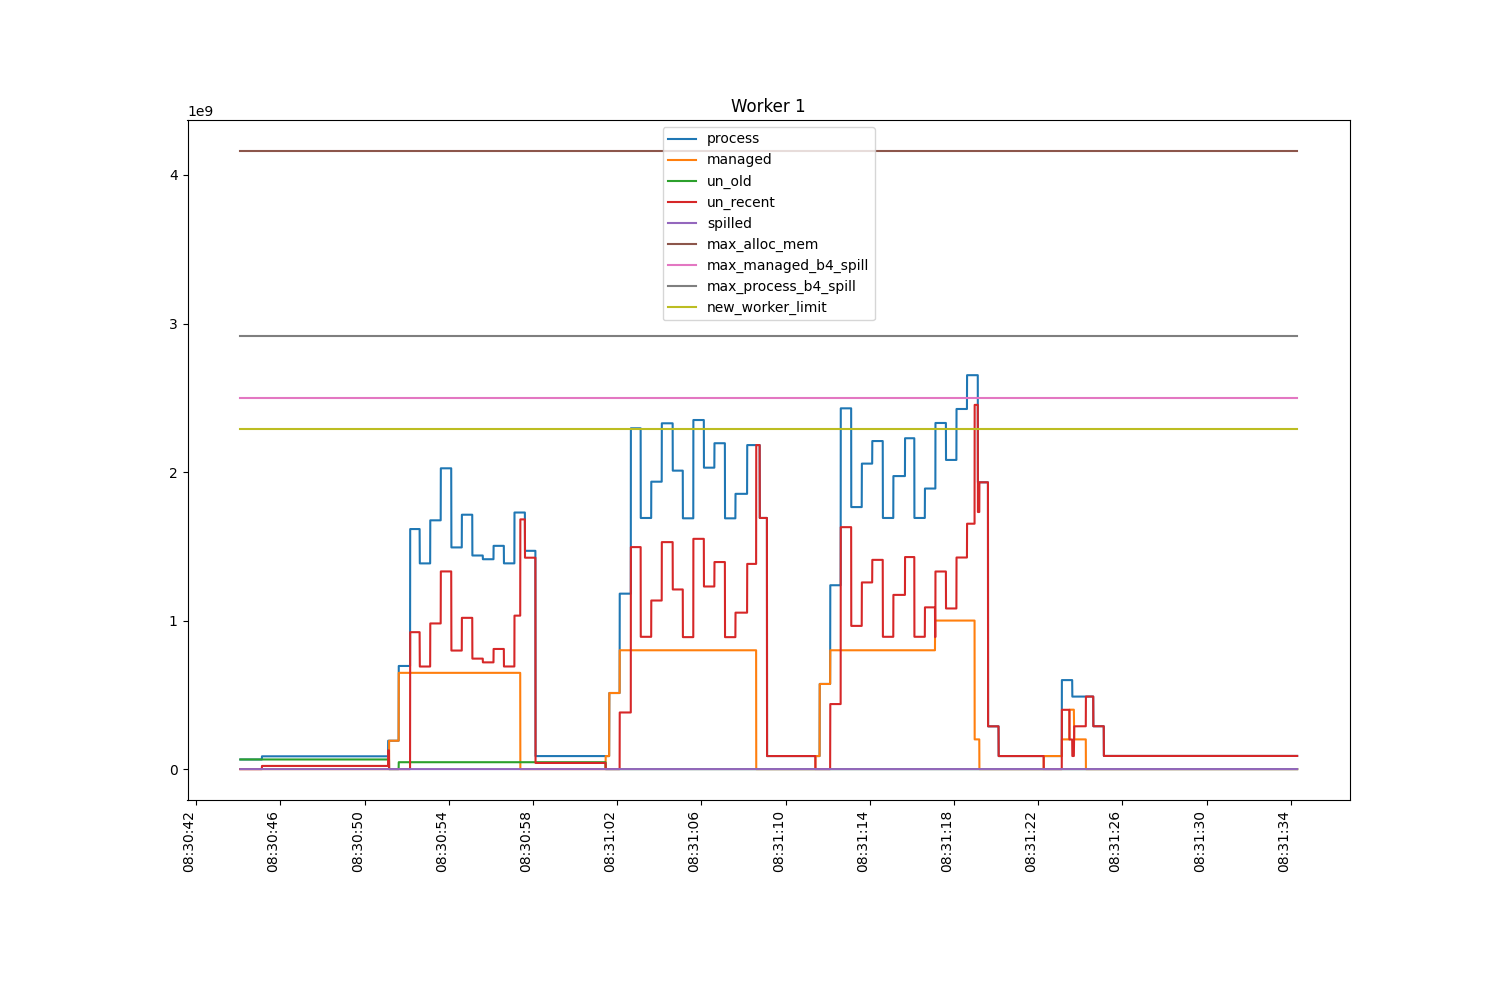 Worker 1
1e9
process
managed
un_old
un_recent
spilled
max_alloc_mem
max_managed_b4_spill
max_process_b4_spill
new_worker_limit
4
3
2
1
0
08:30:42
08:30:46
08:30:50
08:30:54
08:30:58
08:31:02
08:31:06
08:31:10
08:31:14
08:31:18
08:31:22
08:31:26
08:31:30
08:31:34